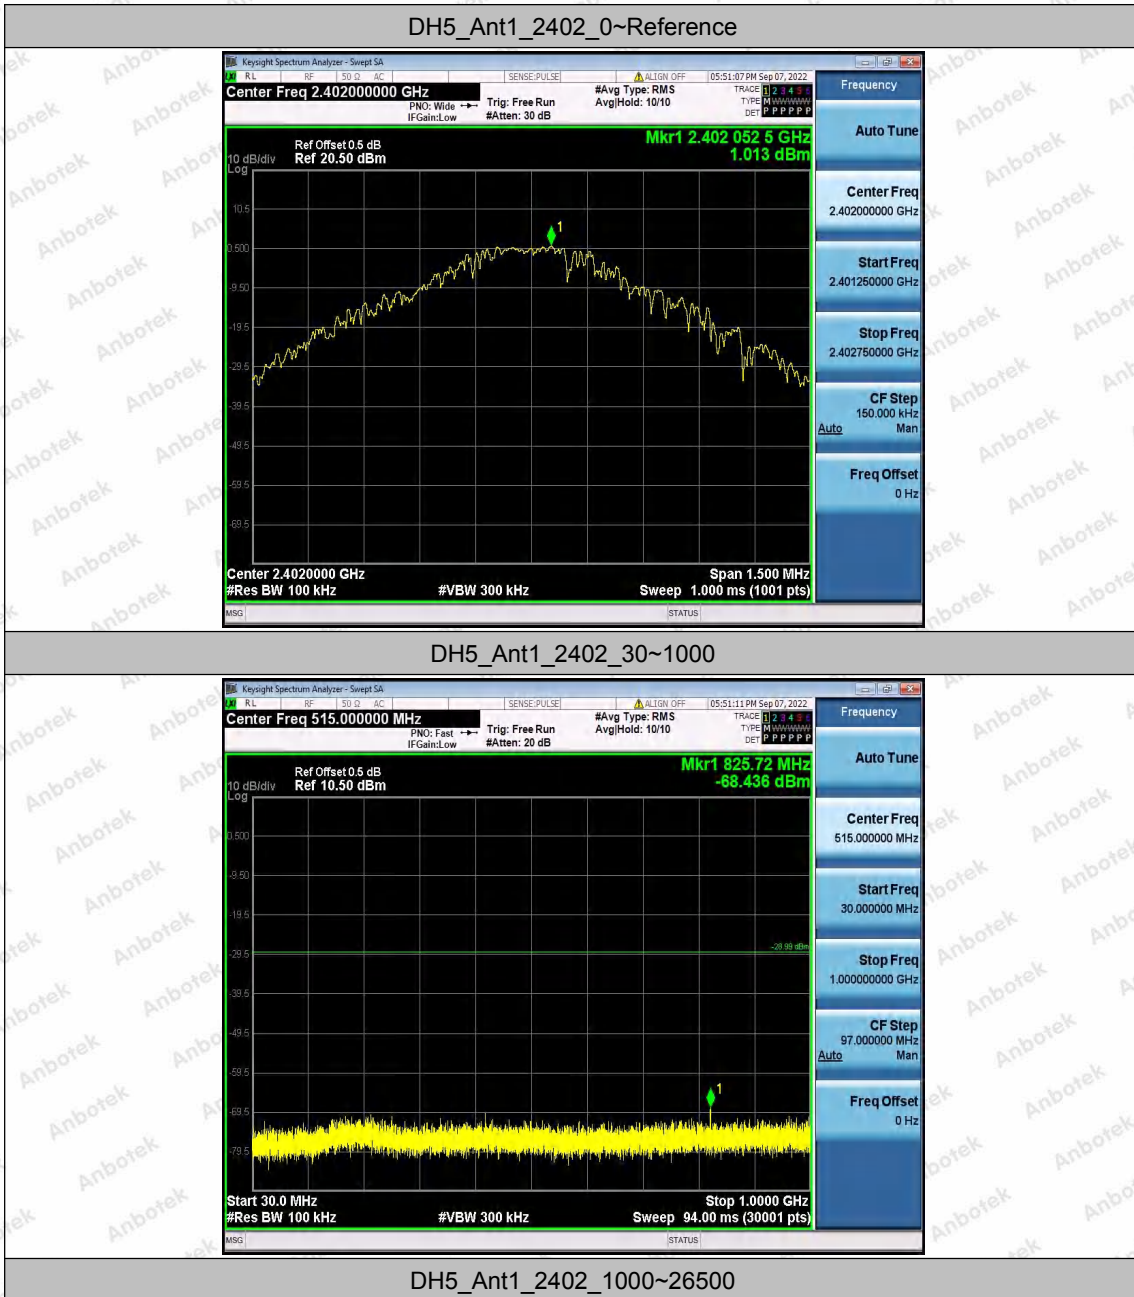 DH5_Ant1_2402_0~Reference
Keysight Spectrum Analyzer - Swept SA
RL RF 50 Ω AC SENSE:PULSE ALIGN OFF 05:51:07 PM Sep 07, 2022
Center Freq 2.402000000 GHz
PNO: Wide
IFGain:Low
Trig: Free Run
#Atten: 30 dB
#Avg Type: RMS
Avg|Hold: 10/10
TRACE 1 2 3 4 5 6
TYPE M WWWWW
DET P P P P P P
Mkr1 2.402 052 5 GHz
1.013 dBm
Ref Offset 0.5 dB
10 dB/div Ref 20.50 dBm
Log
10.5
0.500
-9.50
-19.5
-29.5
-39.5
-49.5
-59.5
-69.5
1
Center 2.4020000 GHz Span 1.500 MHz
#Res BW 100 kHz #VBW 300 kHz Sweep 1.000 ms (1001 pts)
MSG STATUS
Frequency
Auto Tune
Center Freq
2.402000000 GHz
Start Freq
2.401250000 GHz
Stop Freq
2.402750000 GHz
CF Step
150.000 kHz
Auto Man
Freq Offset
0 Hz
DH5_Ant1_2402_30~1000
Keysight Spectrum Analyzer - Swept SA
RL RF 50 Ω AC SENSE:PULSE ALIGN OFF 05:51:11 PM Sep 07, 2022
Center Freq 515.000000 MHz
PNO: Fast
IFGain:Low
Trig: Free Run
#Atten: 20 dB
#Avg Type: RMS
Avg|Hold: 10/10
TRACE 1 2 3 4 5 6
TYPE M WWWWW
DET P P P P P P
Mkr1 825.72 MHz
-68.436 dBm
Ref Offset 0.5 dB
10 dB/div Ref 10.50 dBm
Log
0.500
-9.50
-19.5
-29.5
-39.5
-49.5
-59.5
-69.5
-79.5
-28.99 dBm
1
Start 30.0 MHz Stop 1.0000 GHz
#Res BW 100 kHz #VBW 300 kHz Sweep 94.00 ms (30001 pts)
MSG STATUS
Frequency
Auto Tune
Center Freq
515.000000 MHz
Start Freq
30.000000 MHz
Stop Freq
1.000000000 GHz
CF Step
97.000000 MHz
Auto Man
Freq Offset
0 Hz
DH5_Ant1_2402_1000~26500